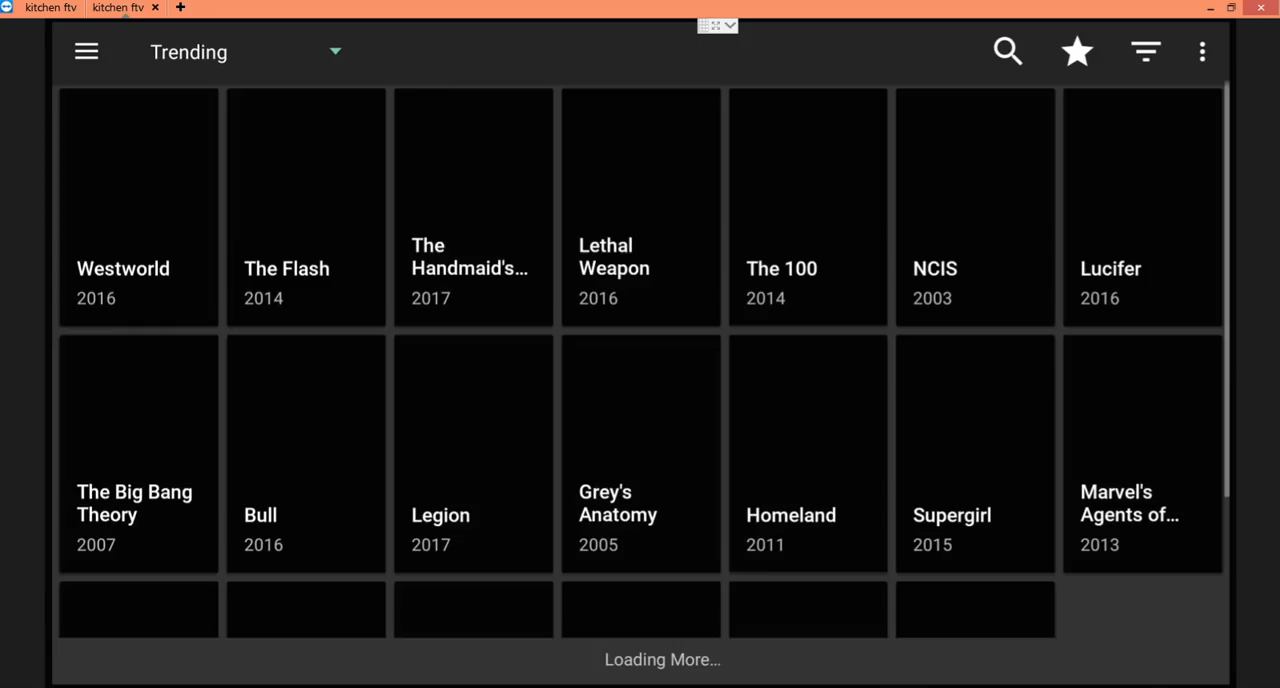 kitchen ftv
kitchen ftv
Trending
Westworld
2016
The Flash
2014
The
Handmaid's...
2017
Lethal
Weapon
2016
The 100
2014
NCIS
2003
Lucifer
2016
The Big Bang
Theory
2007
Bull
2016
Legion
2017
Grey's
Anatomy
2005
Homeland
2011
Supergirl
2015
Marvel's
Agents of...
2013
Loading More...